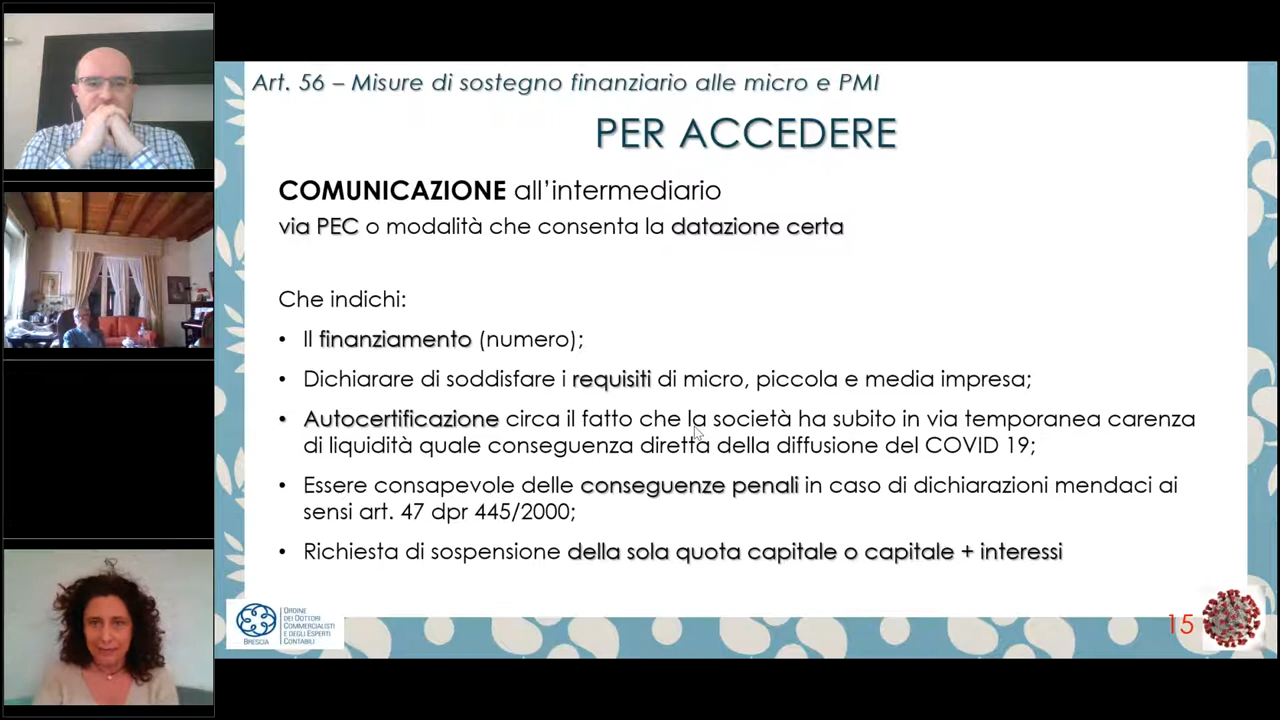 Art. 56 – Misure di sostegno finanziario alle micro e PMI
PER ACCEDERE
COMUNICAZIONE all'intermediario
via PEC o modalità che consenta la datazione certa
Che indichi:
• Il finanziamento (numero);
• Dichiarare di soddisfare i requisiti di micro, piccola e media impresa;
• Autocertificazione circa il fatto che la società ha subito in via temporanea carenza
di liquidità quale conseguenza diretta della diffusione del COVID 19;
• Essere consapevole delle conseguenze penali in caso di dichiarazioni mendaci ai
sensi art. 47 dpr 445/2000;
• Richiesta di sospensione della sola quota capitale o capitale + interessi
ORDINE
DEI DOTTORI
COMMERCIALISTI
E DEGLI ESPERTI
CONTABILI
BRESCIA
15